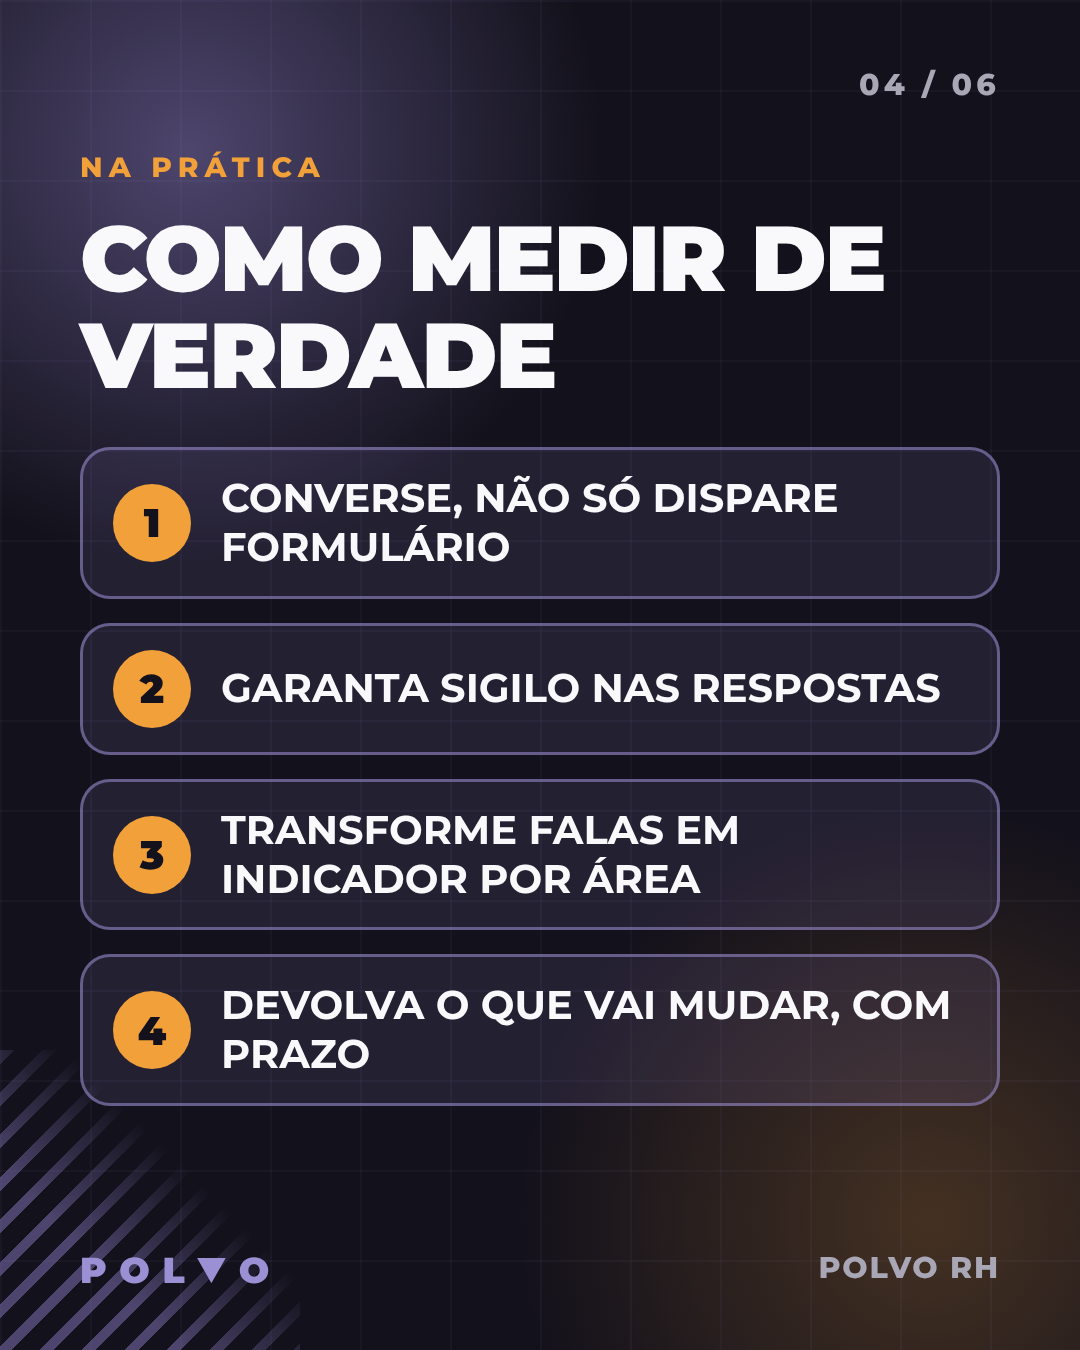 04 / 06
NA PRÁTICA
COMO MEDIR DE
VERDADE
1
CONVERSE, NÃO SÓ DISPARE
FORMULÁRIO
2
GARANTA SIGILO NAS RESPOSTAS
3
TRANSFORME FALAS EM
INDICADOR POR ÁREA
4
DEVOLVA O QUE VAI MUDAR, COM
PRAZO
POLVO
POLVO RH